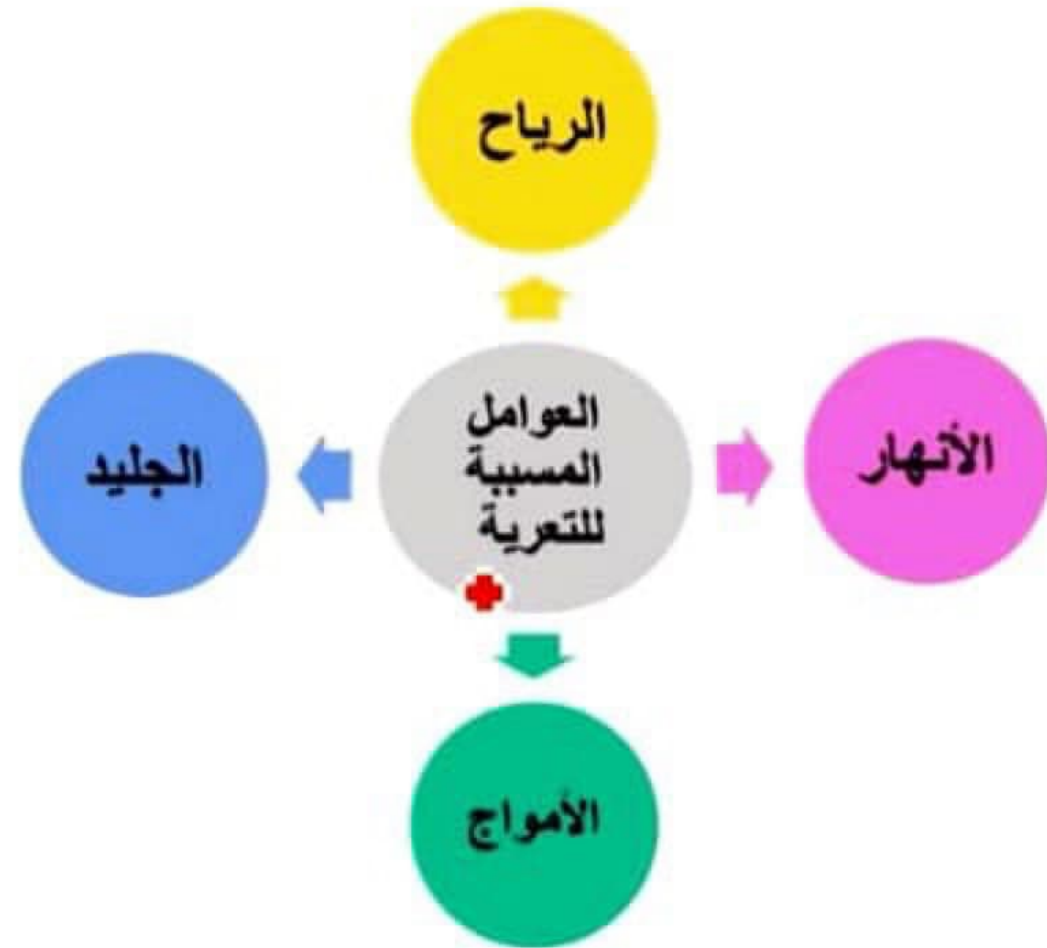 الرياح
العوامل
المسببة
للتعرية
الأنهار
الجليد
الأمواج